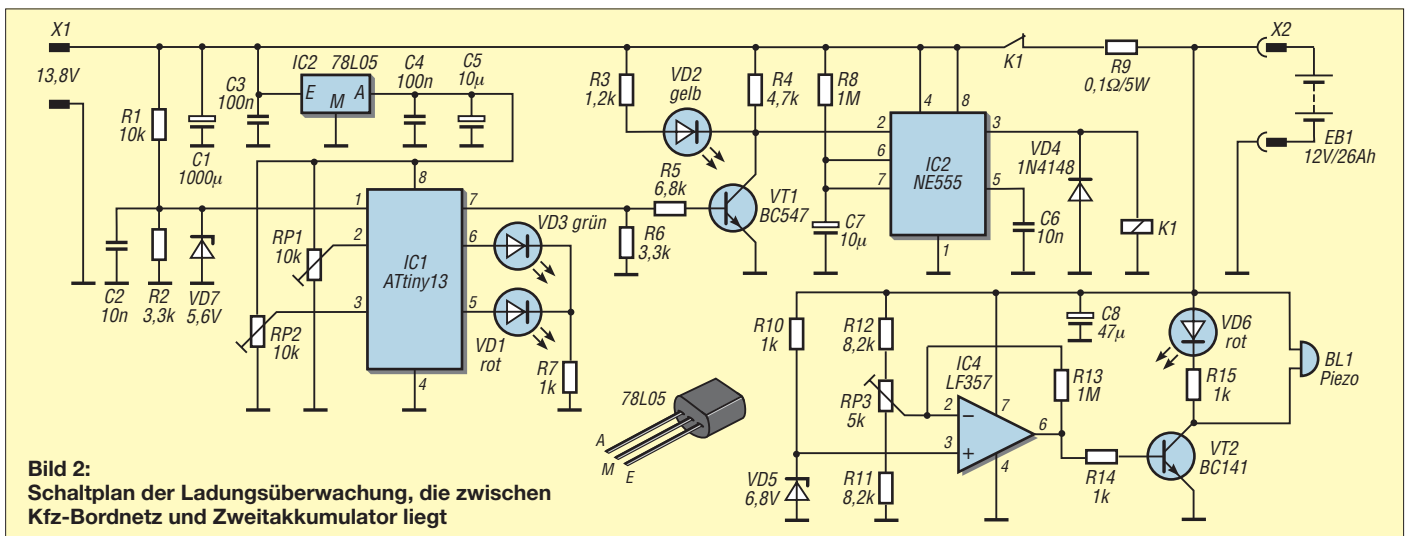 X1
13,8V
R1
10k
C1
1000µ
C3
100n
IC2 78L05
E M A
C4
100n
C5
10µ
R3
1,2k
VD2
gelb
R4
4,7k
R8
1M
K1
R9
0,1Ω/5W
X2
EB1
12V/26Ah
4 8
2
6
7
3
5
1
IC2
NE555
VD4
1N4148
K1
C6
10n
C7
10µ
R5
6,8k
VT1
BC547
R6
3,3k
8
1
2
3
7
6
5
4
IC1
ATtiny13
VD3 grün
VD1
rot
R7
1k
RP1
10k
RP2
10k
C2
10n
R2
3,3k
VD7
5,6V
78L05
A
M
E
R10
1k
R12
8,2k
RP3
5k
R11
8,2k
VD5
6,8V
IC4
LF357
2
3
7
6
4
−
+
C8
47µ
R13
1M
R14
1k
VD6
rot
R15
1k
VT2
BC141
BL1
Piezo
Bild 2:
Schaltplan der Ladungsüberwachung, die zwischen
Kfz-Bordnetz und Zweitakkumulator liegt